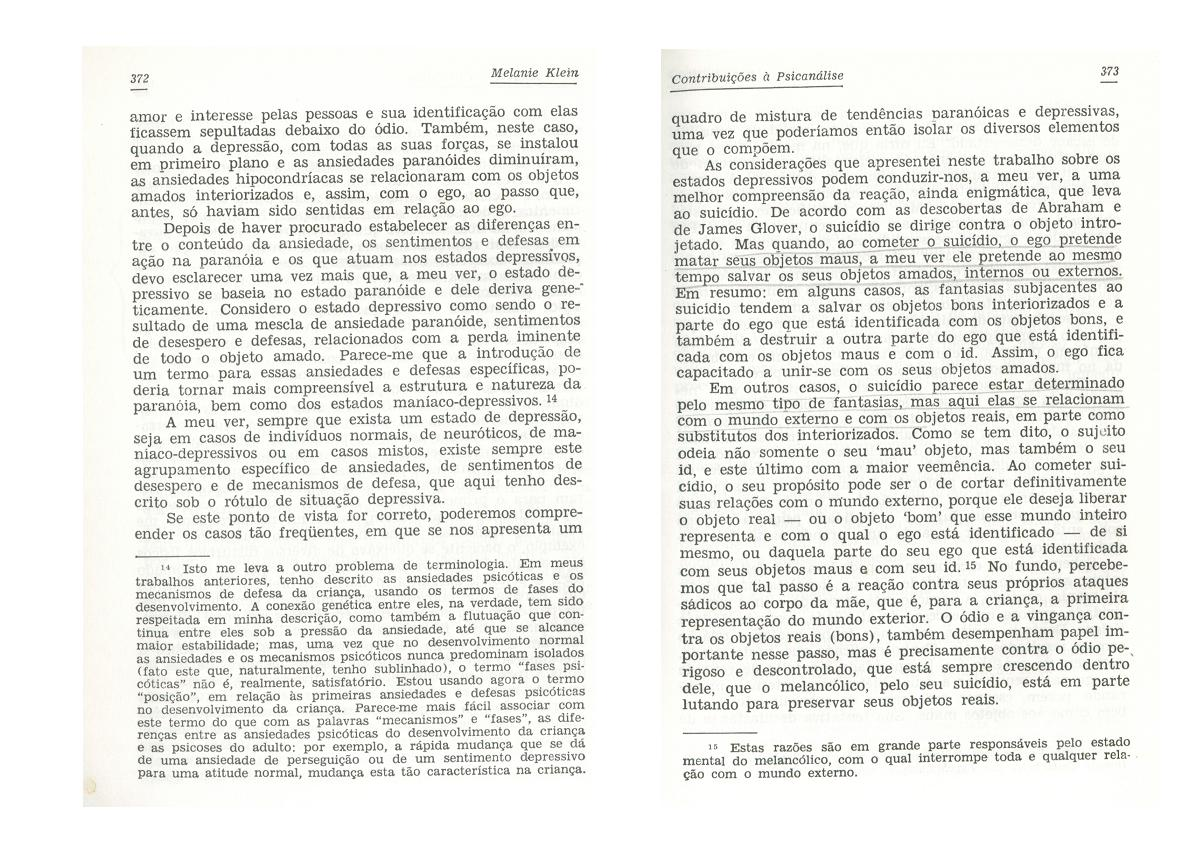 372
Melanie Klein
amor e interesse pelas pessoas e sua identificação com elas
ficassem sepultadas debaixo do ódio. Também, neste caso,
quando a depressão, com todas as suas forças, se instalou
em primeiro plano e as ansiedades paranóides diminuíram,
as ansiedades hipocondríacas se relacionaram com os objetos
amados interiorizados e, assim, com o ego, ao passo que,
antes, só haviam sido sentidas em relação ao ego.
Depois de haver procurado estabelecer as diferenças en-
tre o conteúdo da ansiedade, os sentimentos e defesas em
ação na paranóia e os que atuam nos estados depressivos,
devo esclarecer uma vez mais que, a meu ver, o estado de-
pressivo se baseia no estado paranóide e dele deriva gene-
ticamente. Considero o estado depressivo como sendo o re-
sultado de uma mescla de ansiedade paranóide, sentimentos
de desespero e defesas, relacionados com a perda iminente
de todo o objeto amado. Parece-me que a introdução de
um termo para essas ansiedades e defesas específicas, po-
deria tornar mais compreensível a estrutura e natureza da
paranóia, bem como dos estados maníaco-depressivos. 14
A meu ver, sempre que exista um estado de depressão,
seja em casos de indivíduos normais, de neuróticos, de ma-
níaco-depressivos ou em casos mistos, existe sempre este
agrupamento específico de ansiedades, de sentimentos de
desespero e de mecanismos de defesa, que aqui tenho des-
crito sob o rótulo de situação depressiva.
Se este ponto de vista for correto, poderemos compre-
ender os casos tão freqüentes, em que se nos apresenta um
14 Isto me leva a outro problema de terminologia. Em meus
trabalhos anteriores, tenho descrito as ansiedades psicóticas e os
mecanismos de defesa da criança, usando os termos de fases do
desenvolvimento. A conexão genética entre eles, na verdade, tem sido
respeitada em minha descrição, como também a flutuação que con-
tinua entre eles sob a pressão da ansiedade, até que se alcance
maior estabilidade; mas, uma vez que no desenvolvimento normal
as ansiedades e os mecanismos psicóticos nunca predominam isolados
(fato este que, naturalmente, tenho sublinhado), o termo "fases psi-
cóticas" não é, realmente, satisfatório. Estou usando agora o termo
"posição", em relação às primeiras ansiedades e defesas psicóticas
no desenvolvimento da criança. Parece-me mais fácil associar com
este termo do que com as palavras "mecanismos" e "fases", as dife-
renças entre as ansiedades psicóticas do desenvolvimento da criança
e as psicoses do adulto: por exemplo, a rápida mudança que se dá
de uma ansiedade de perseguição ou de um sentimento depressivo
para uma atitude normal, mudança esta tão característica na criança.
Contribuições à Psicanálise
373
quadro de mistura de tendências paranóicas e depressivas,
uma vez que poderíamos então isolar os diversos elementos
que o compõem.
As considerações que apresentei neste trabalho sobre os
estados depressivos podem conduzir-nos, a meu ver, a uma
melhor compreensão da reação, ainda enigmática, que leva
ao suicídio. De acordo com as descobertas de Abraham e
de James Glover, o suicídio se dirige contra o objeto intro-
jetado. Mas quando, ao cometer o suicídio, o ego pretende
matar seus objetos maus, a meu ver ele pretende ao mesmo
tempo salvar os seus objetos amados, internos ou externos.
Em resumo: em alguns casos, as fantasias subjacentes ao
suicídio tendem a salvar os objetos bons interiorizados e a
parte do ego que está identificada com os objetos bons, e
também a destruir a outra parte do ego que está identifi-
cada com os objetos maus e com o id. Assim, o ego fica
capacitado a unir-se com os seus objetos amados.
Em outros casos, o suicídio parece estar determinado
pelo mesmo tipo de fantasias, mas aqui elas se relacionam
com o mundo externo e com os objetos reais, em parte como
substitutos dos interiorizados. Como se tem dito, o sujeito
odeia não somente o seu 'mau' objeto, mas também o seu
id, e este último com a maior veemência. Ao cometer sui-
cídio, o seu propósito pode ser o de cortar definitivamente
suas relações com o mundo externo, porque ele deseja liberar
o objeto real — ou o objeto 'bom' que esse mundo inteiro
representa e com o qual o ego está identificado — de si
mesmo, ou daquela parte do seu ego que está identificada
com seus objetos maus e com seu id. 15 No fundo, percebe-
mos que tal passo é a reação contra seus próprios ataques
sádicos ao corpo da mãe, que é, para a criança, a primeira
representação do mundo exterior. O ódio e a vingança con-
tra os objetos reais (bons), também desempenham papel im-
portante nesse passo, mas é precisamente contra o ódio pe-
rigoso e descontrolado, que está sempre crescendo dentro
dele, que o melancólico, pelo seu suicídio, está em parte
lutando para preservar seus objetos reais.
15 Estas razões são em grande parte responsáveis pelo estado
mental do melancólico, com o qual interrompe toda e qualquer rela-
ção com o mundo externo.